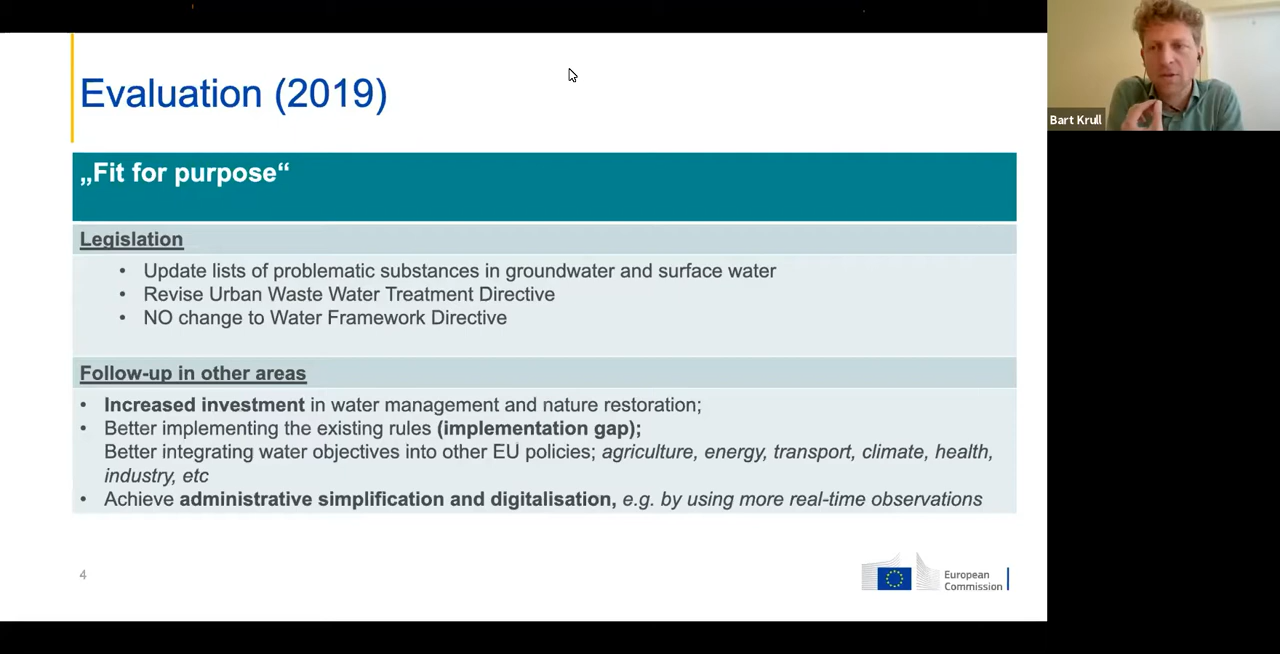 Evaluation (2019)
„Fit for purpose“
Legislation
• Update lists of problematic substances in groundwater and surface water
• Revise Urban Waste Water Treatment Directive
• NO change to Water Framework Directive
Follow-up in other areas
• Increased investment in water management and nature restoration;
• Better implementing the existing rules (implementation gap);
Better integrating water objectives into other EU policies; agriculture, energy, transport, climate, health,
industry, etc
• Achieve administrative simplification and digitalisation, e.g. by using more real-time observations
4
European
Commission
Bart Krull